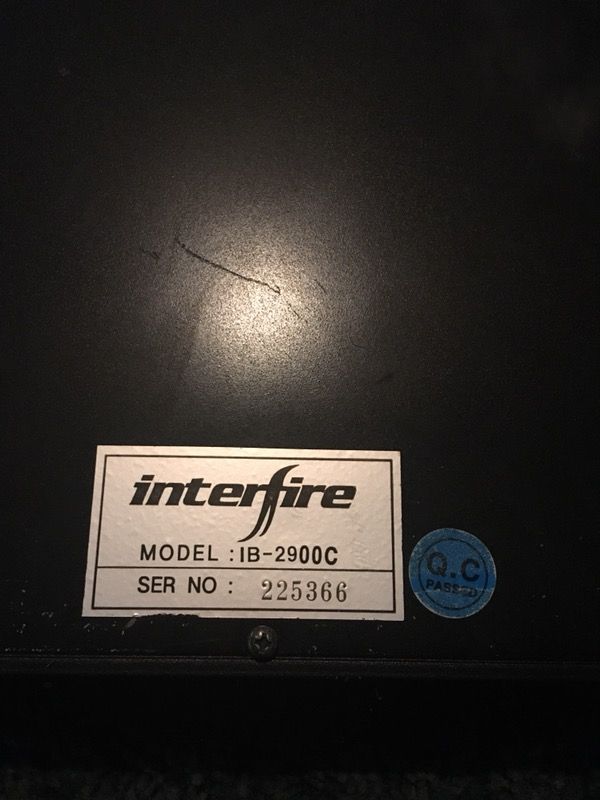 interfire
MODEL : IB-2900C
SER NO : 225366
Q.C
PASSED